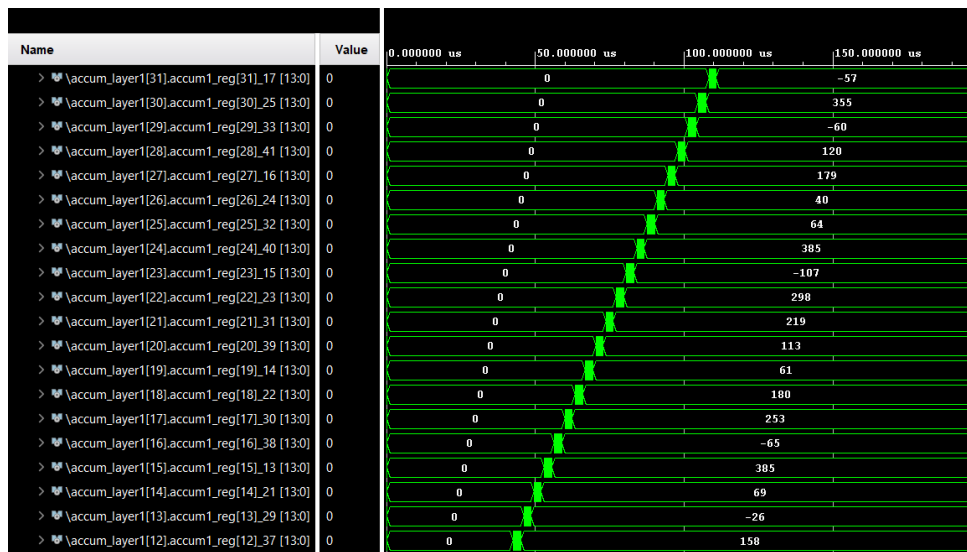 Name Value 0.000000 us 50.000000 us 100.000000 us 150.000000 us
\accum_layer1[31].accum1_reg[31]_17 [13:0] 0 0 -57
\accum_layer1[30].accum1_reg[30]_25 [13:0] 0 0 355
\accum_layer1[29].accum1_reg[29]_33 [13:0] 0 0 -60
\accum_layer1[28].accum1_reg[28]_41 [13:0] 0 0 120
\accum_layer1[27].accum1_reg[27]_16 [13:0] 0 0 179
\accum_layer1[26].accum1_reg[26]_24 [13:0] 0 0 40
\accum_layer1[25].accum1_reg[25]_32 [13:0] 0 0 64
\accum_layer1[24].accum1_reg[24]_40 [13:0] 0 0 385
\accum_layer1[23].accum1_reg[23]_15 [13:0] 0 0 -107
\accum_layer1[22].accum1_reg[22]_23 [13:0] 0 0 298
\accum_layer1[21].accum1_reg[21]_31 [13:0] 0 0 219
\accum_layer1[20].accum1_reg[20]_39 [13:0] 0 0 113
\accum_layer1[19].accum1_reg[19]_14 [13:0] 0 0 61
\accum_layer1[18].accum1_reg[18]_22 [13:0] 0 0 180
\accum_layer1[17].accum1_reg[17]_30 [13:0] 0 0 253
\accum_layer1[16].accum1_reg[16]_38 [13:0] 0 0 -65
\accum_layer1[15].accum1_reg[15]_13 [13:0] 0 0 385
\accum_layer1[14].accum1_reg[14]_21 [13:0] 0 0 69
\accum_layer1[13].accum1_reg[13]_29 [13:0] 0 0 -26
\accum_layer1[12].accum1_reg[12]_37 [13:0] 0 0 158